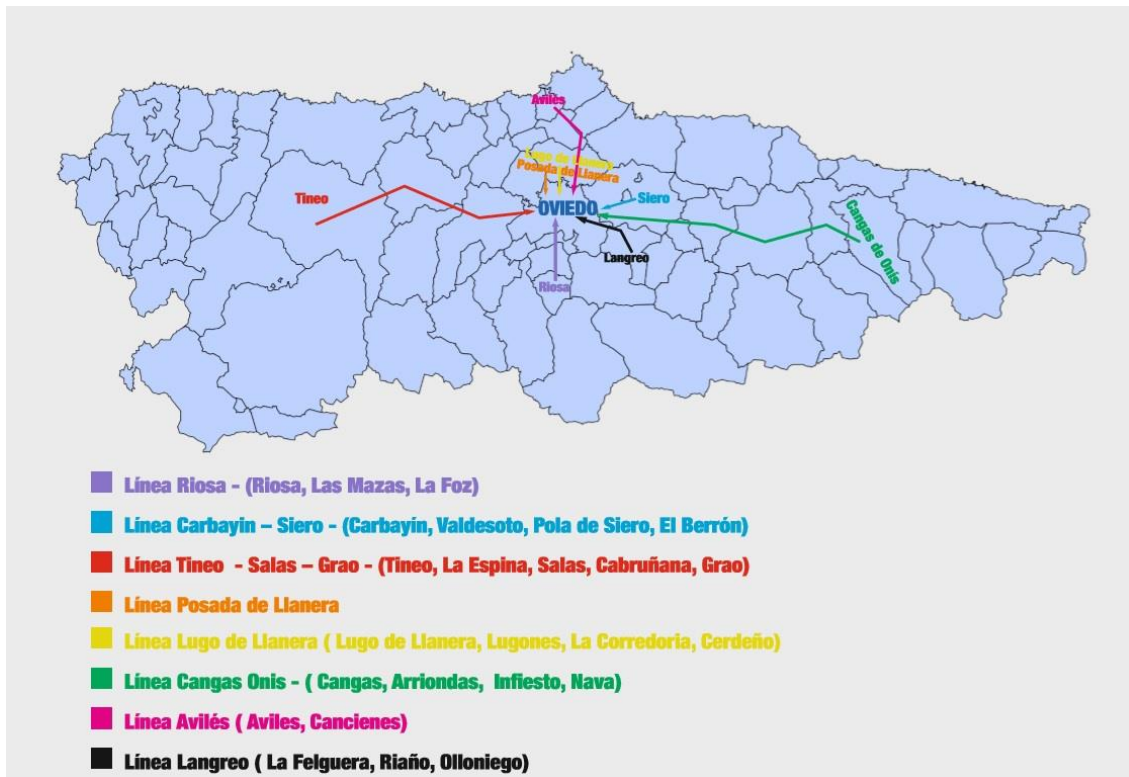 Avilés
Lugo de Llanera
Posada de Llanera
Tineo
OVIEDO
Siero
Cangas de Onís
Langreo
Riosa
Línea Riosa - (Riosa, Las Mazas, La Foz)
Línea Carbayin – Siero - (Carbayín, Valdesoto, Pola de Siero, El Berrón)
Línea Tineo - Salas – Grao - (Tineo, La Espina, Salas, Cabruñana, Grao)
Línea Posada de Llanera
Línea Lugo de Llanera ( Lugo de Llanera, Lugones, La Corredoria, Cerdeño)
Línea Cangas Onis - ( Cangas, Arriondas, Infiesto, Nava)
Línea Avilés ( Aviles, Cancienes)
Línea Langreo ( La Felguera, Riaño, Olloniego)